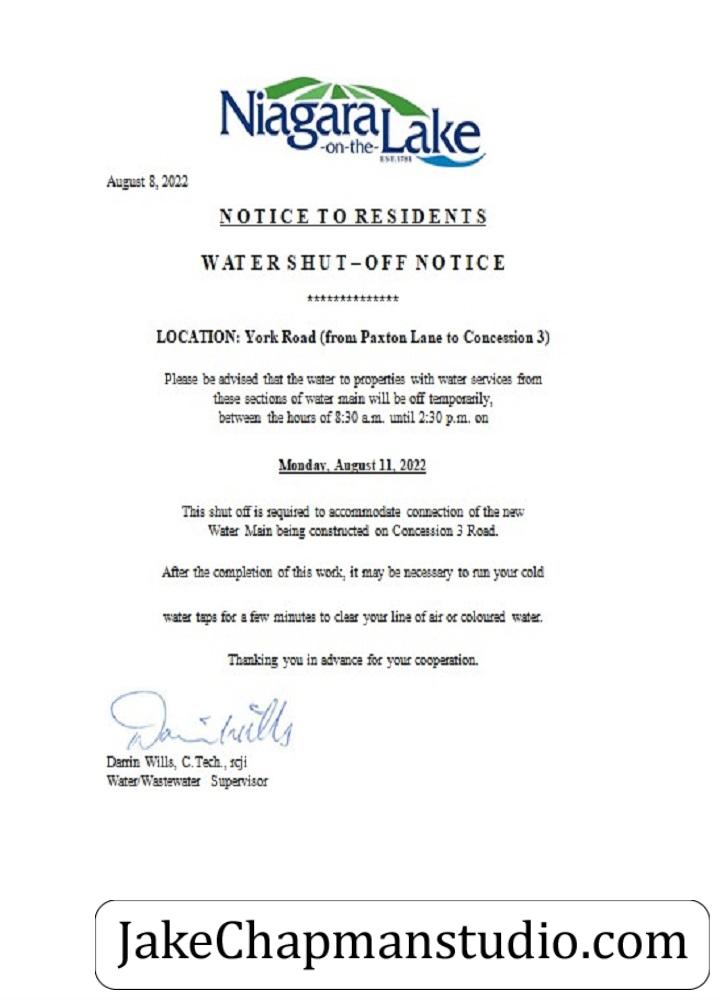 Niagara
-on-the-
Lake
EST. 1781
August 8, 2022
NOTICE TO RESIDENTS
WATER SHUT-OFF NOTICE
**************
LOCATION: York Road (from Paxton Lane to Concession 3)
Please be advised that the water to properties with water services from
these sections of water main will be off temporarily,
between the hours of 8:30 a.m. until 2:30 p.m. on
Monday, August 11, 2022
This shut off is required to accommodate connection of the new
Water Main being constructed on Concession 3 Road.
After the completion of this work, it may be necessary to run your cold
water taps for a few minutes to clear your line of air or coloured water.
Thanking you in advance for your cooperation.
Darrin Wills
Darrin Wills, C.Tech., rcji
Water/Wastewater Supervisor
JakeChapmanstudio.com